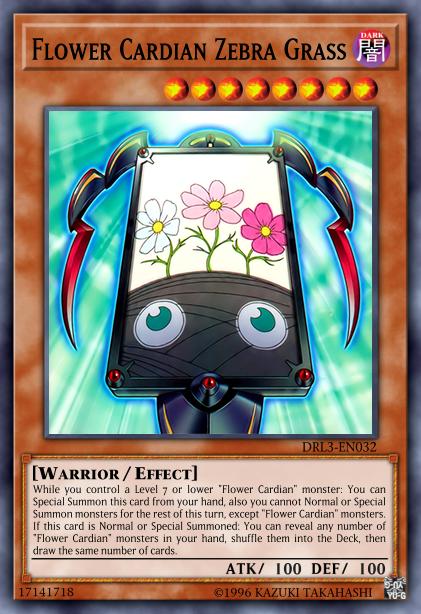 FLOWER CARDIAN ZEBRA GRASS
DARK
闇
DRL3-EN032
[WARRIOR / EFFECT]
While you control a Level 7 or lower "Flower Cardian" monster: You can
Special Summon this card from your hand, also you cannot Normal or Special
Summon monsters for the rest of this turn, except "Flower Cardian" monsters.
If this card is Normal or Special Summoned: You can reveal any number of
"Flower Cardian" monsters in your hand, shuffle them into the Deck, then
draw the same number of cards.
ATK/ 100 DEF/ 100
17141718
©1996 KAZUKI TAKAHASHI